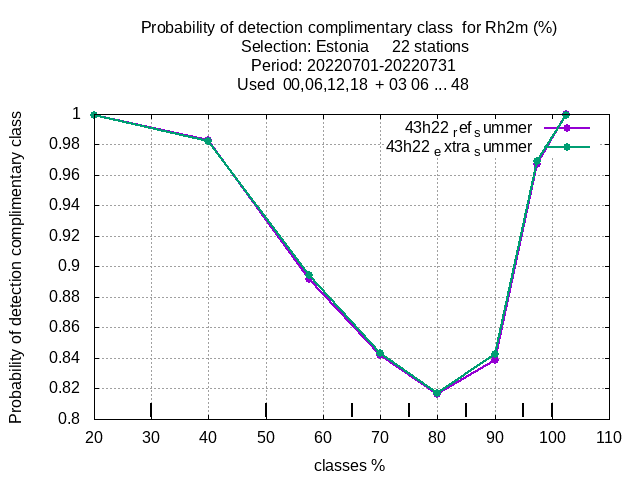 Probability of detection complimentary class for Rh2m (%)
Selection: Estonia 22 stations
Period: 20220701-20220731
Used 00,06,12,18 + 03 06 ... 48
Probability of detection complimentary class
43h22 ref summer
43h22 extra summer
1
0.98
0.96
0.94
0.92
0.9
0.88
0.86
0.84
0.82
0.8
20 30 40 50 60 70 80 90 100 110
classes %